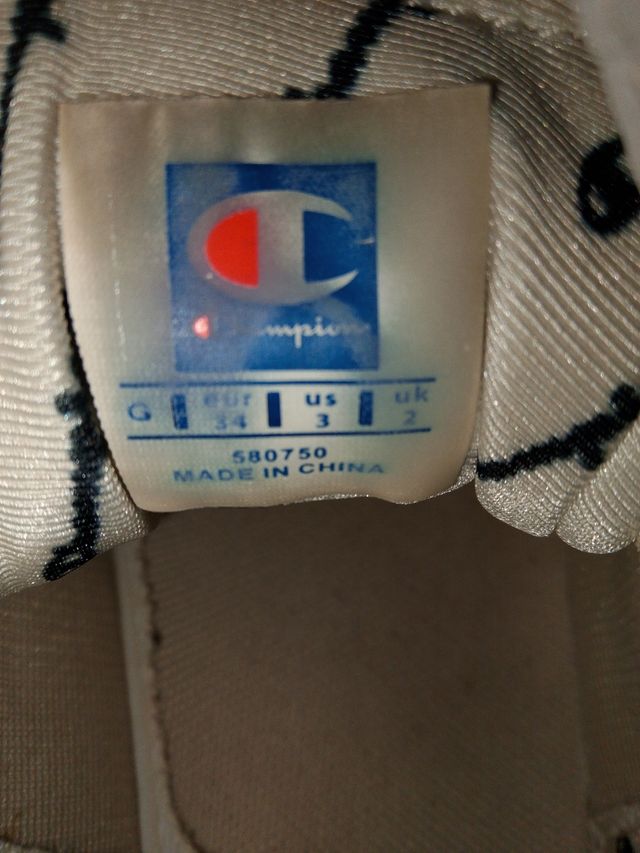 Champion
G eur us uk
34 3 2
580750
MADE IN CHINA